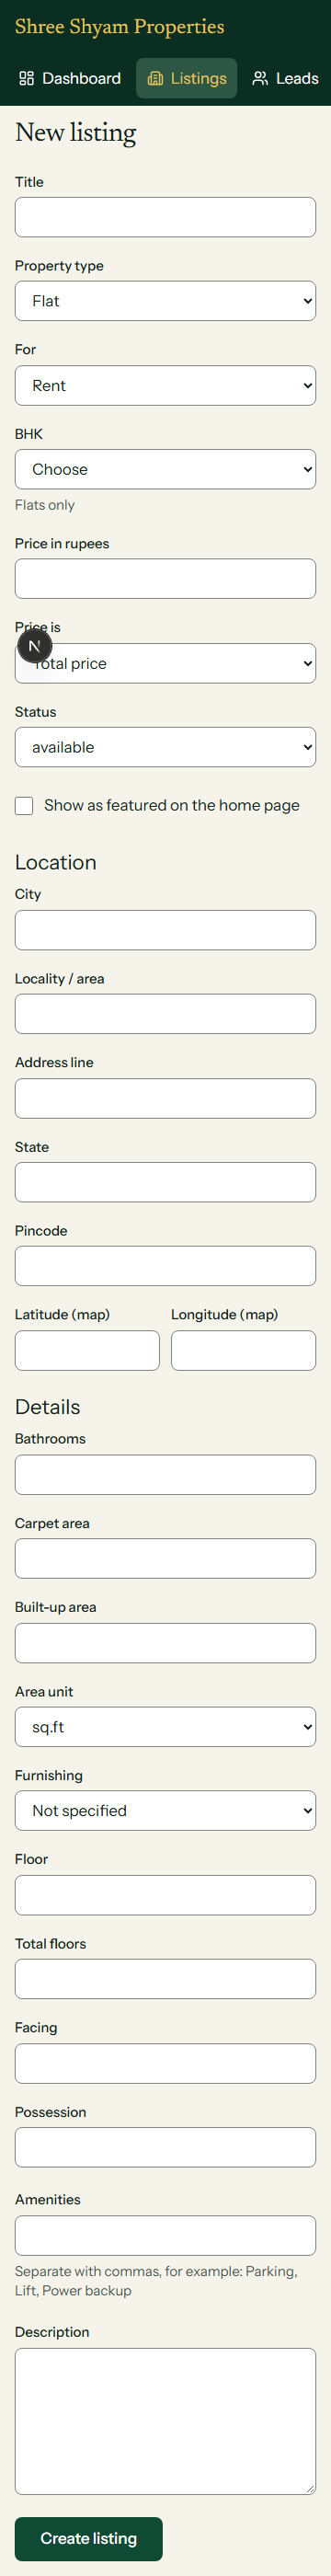 Shree Shyam Properties
Dashboard Listings Leads
New listing
Title
Property type
Flat
For
Rent
BHK
Choose
Flats only
Price in rupees
Price is
N
Total price
Status
available
Show as featured on the home page
Location
City
Locality / area
Address line
State
Pincode
Latitude (map) Longitude (map)
Details
Bathrooms
Carpet area
Built-up area
Area unit
sq.ft
Furnishing
Not specified
Floor
Total floors
Facing
Possession
Amenities
Separate with commas, for example: Parking,
Lift, Power backup
Description
Create listing